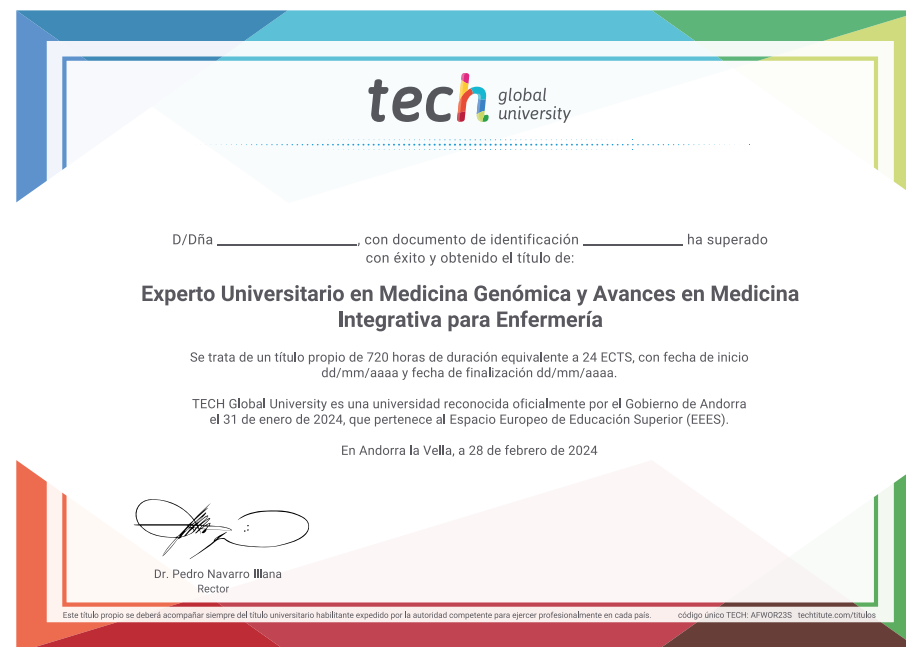 tech global university
D/Dña ______________, con documento de identificación __________ ha superado
con éxito y obtenido el título de:
Experto Universitario en Medicina Genómica y Avances en Medicina
Integrativa para Enfermería
Se trata de un título propio de 720 horas de duración equivalente a 24 ECTS, con fecha de inicio
dd/mm/aaaa y fecha de finalización dd/mm/aaaa.
TECH Global University es una universidad reconocida oficialmente por el Gobierno de Andorra
el 31 de enero de 2024, que pertenece al Espacio Europeo de Educación Superior (EEES).
En Andorra la Vella, a 28 de febrero de 2024
Dr. Pedro Navarro Illana
Rector
Este título propio se deberá acompañar siempre del título universitario habilitante expedido por la autoridad competente para ejercer profesionalmente en cada país. código único TECH: AFWOR23S techtitute.com/titulos